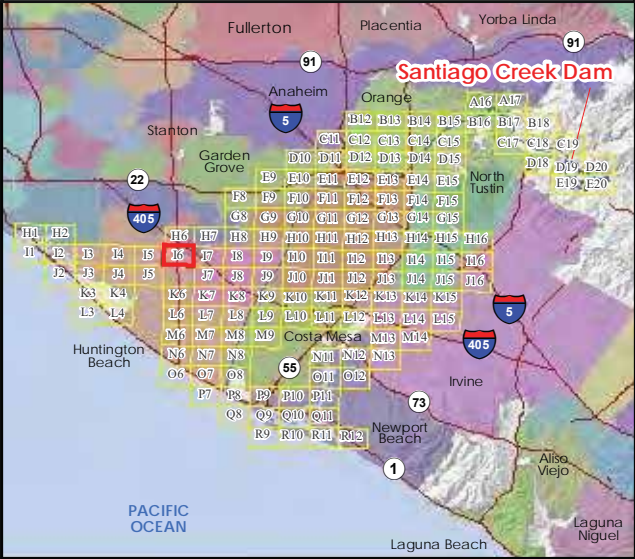 Fullerton
Placentia
Yorba Linda
91
91
Santiago Creek Dam
Anaheim
Orange
A16 A17
5
B12 B13 B14 B15 B16 B17 B18
Stanton
C11 C12 C13 C14 C15 C17 C18 C19
Garden
Grove
D10 D11 D12 D13 D14 D15 D18 D19 D20
22
E9 E10 E11 E12 E13 E14 E15 E19 E20
North
Tustin
F8 F9 F10 F11 F12 F13 F14 F15
405
G8 G9 G10 G11 G12 G13 G14 G15
H1 H2 H6 H7 H8 H9 H10 H11 H12 H13 H14 H15 H16
I1 I2 I3 I4 I5 I6 I7 I8 I9 I10 I11 I12 I13 I14 I15 I16
J2 J3 J4 J5 J7 J8 J9 J10 J11 J12 J13 J14 J15 J16
K3 K4 K6 K7 K8 K9 K10 K11 K12 K13 K14 K15
5
L3 L4 L6 L7 L8 L9 L10 L11 L12 L13 L14 L15
M6 M7 M8 M9 Costa Mesa M13 M14
405
Huntington
Beach
N6 N7 N8 N11 N12 N13
55
O6 O7 O8 O11 O12
Irvine
P7 P8 P9 P10 P11
73
Q8 Q9 Q10 Q11
Newport
Beach
R9 R10 R11 R12
1
Aliso
Viejo
PACIFIC
OCEAN
Laguna
Niguel
Laguna Beach